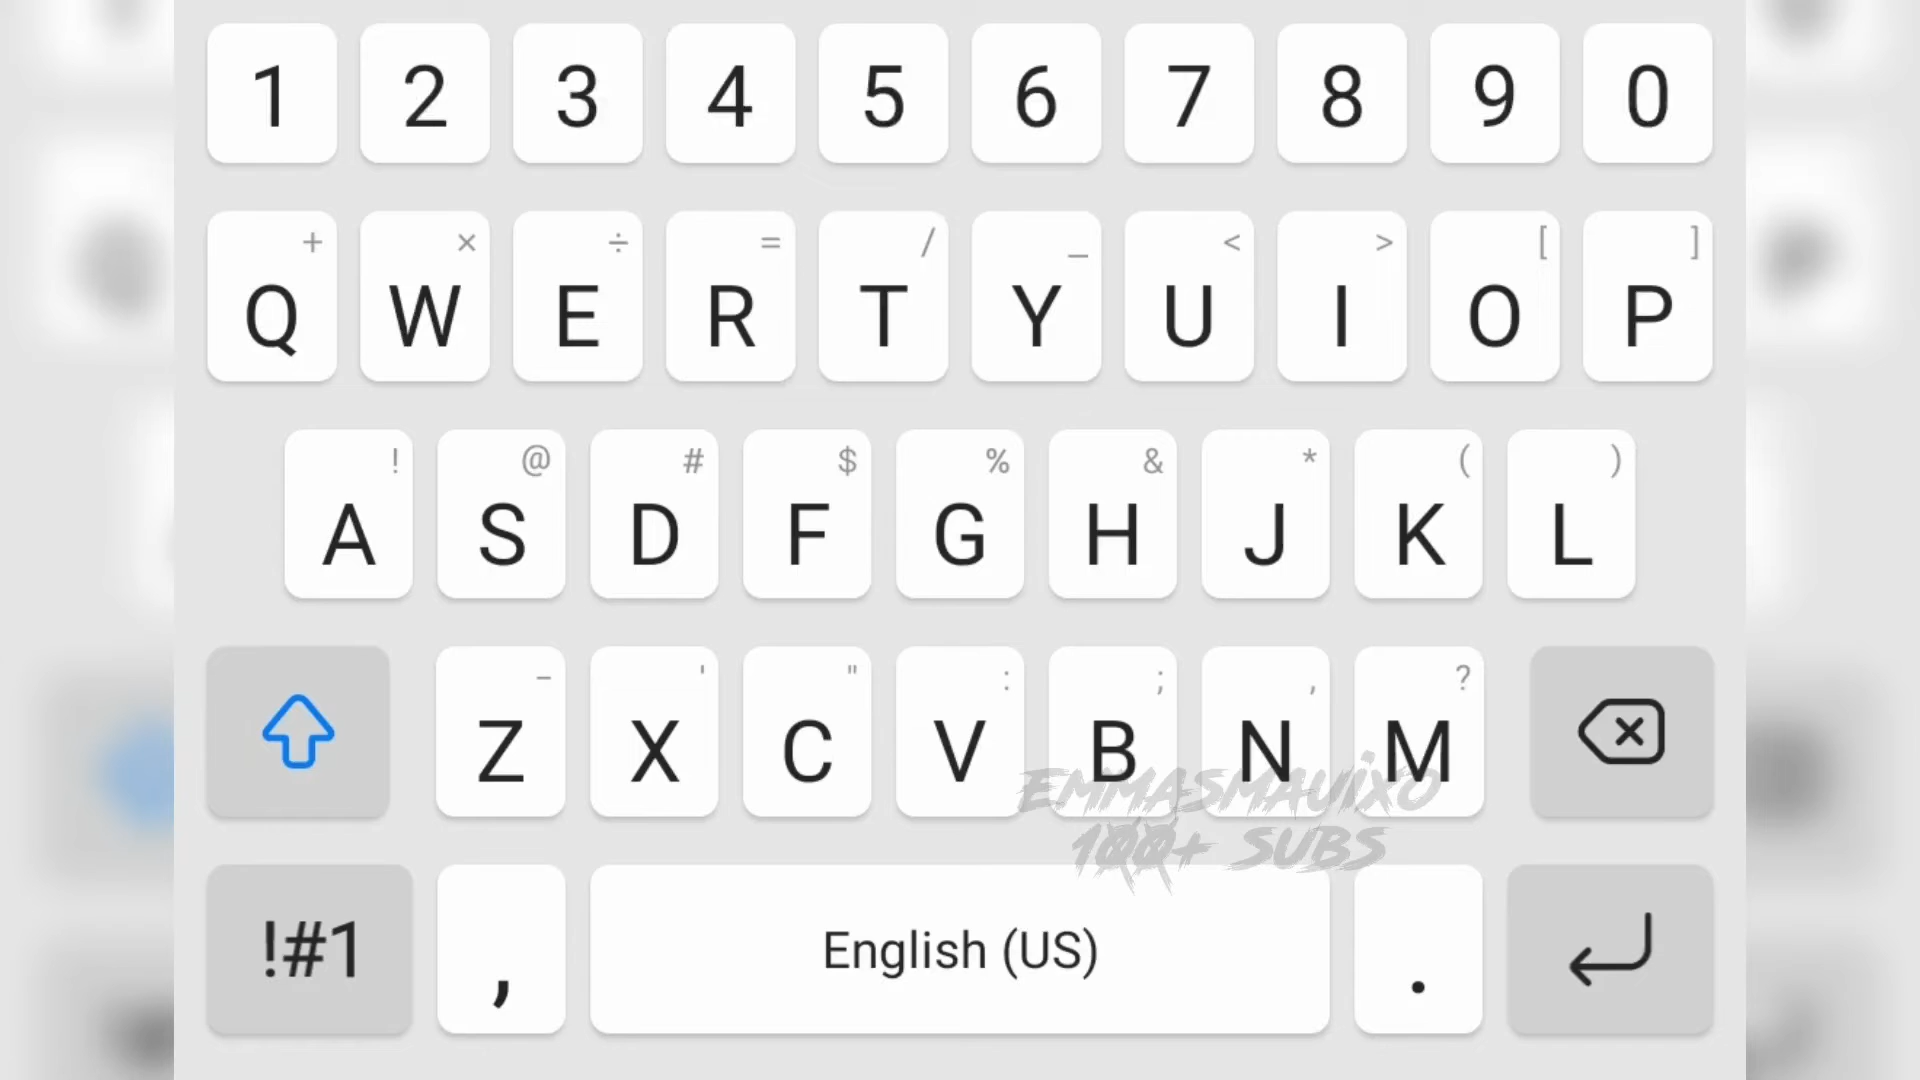 1 2 3 4 5 6 7 8 9 0
+ × ÷ = / _ < > [ ]
Q W E R T Y U I O P
! @ # $ % & * ( )
A S D F G H J K L
- ' " : ; , ?
Z X C V B N M
EMMASMAUIXO
100+ SUBS
!#1 , English (US) .